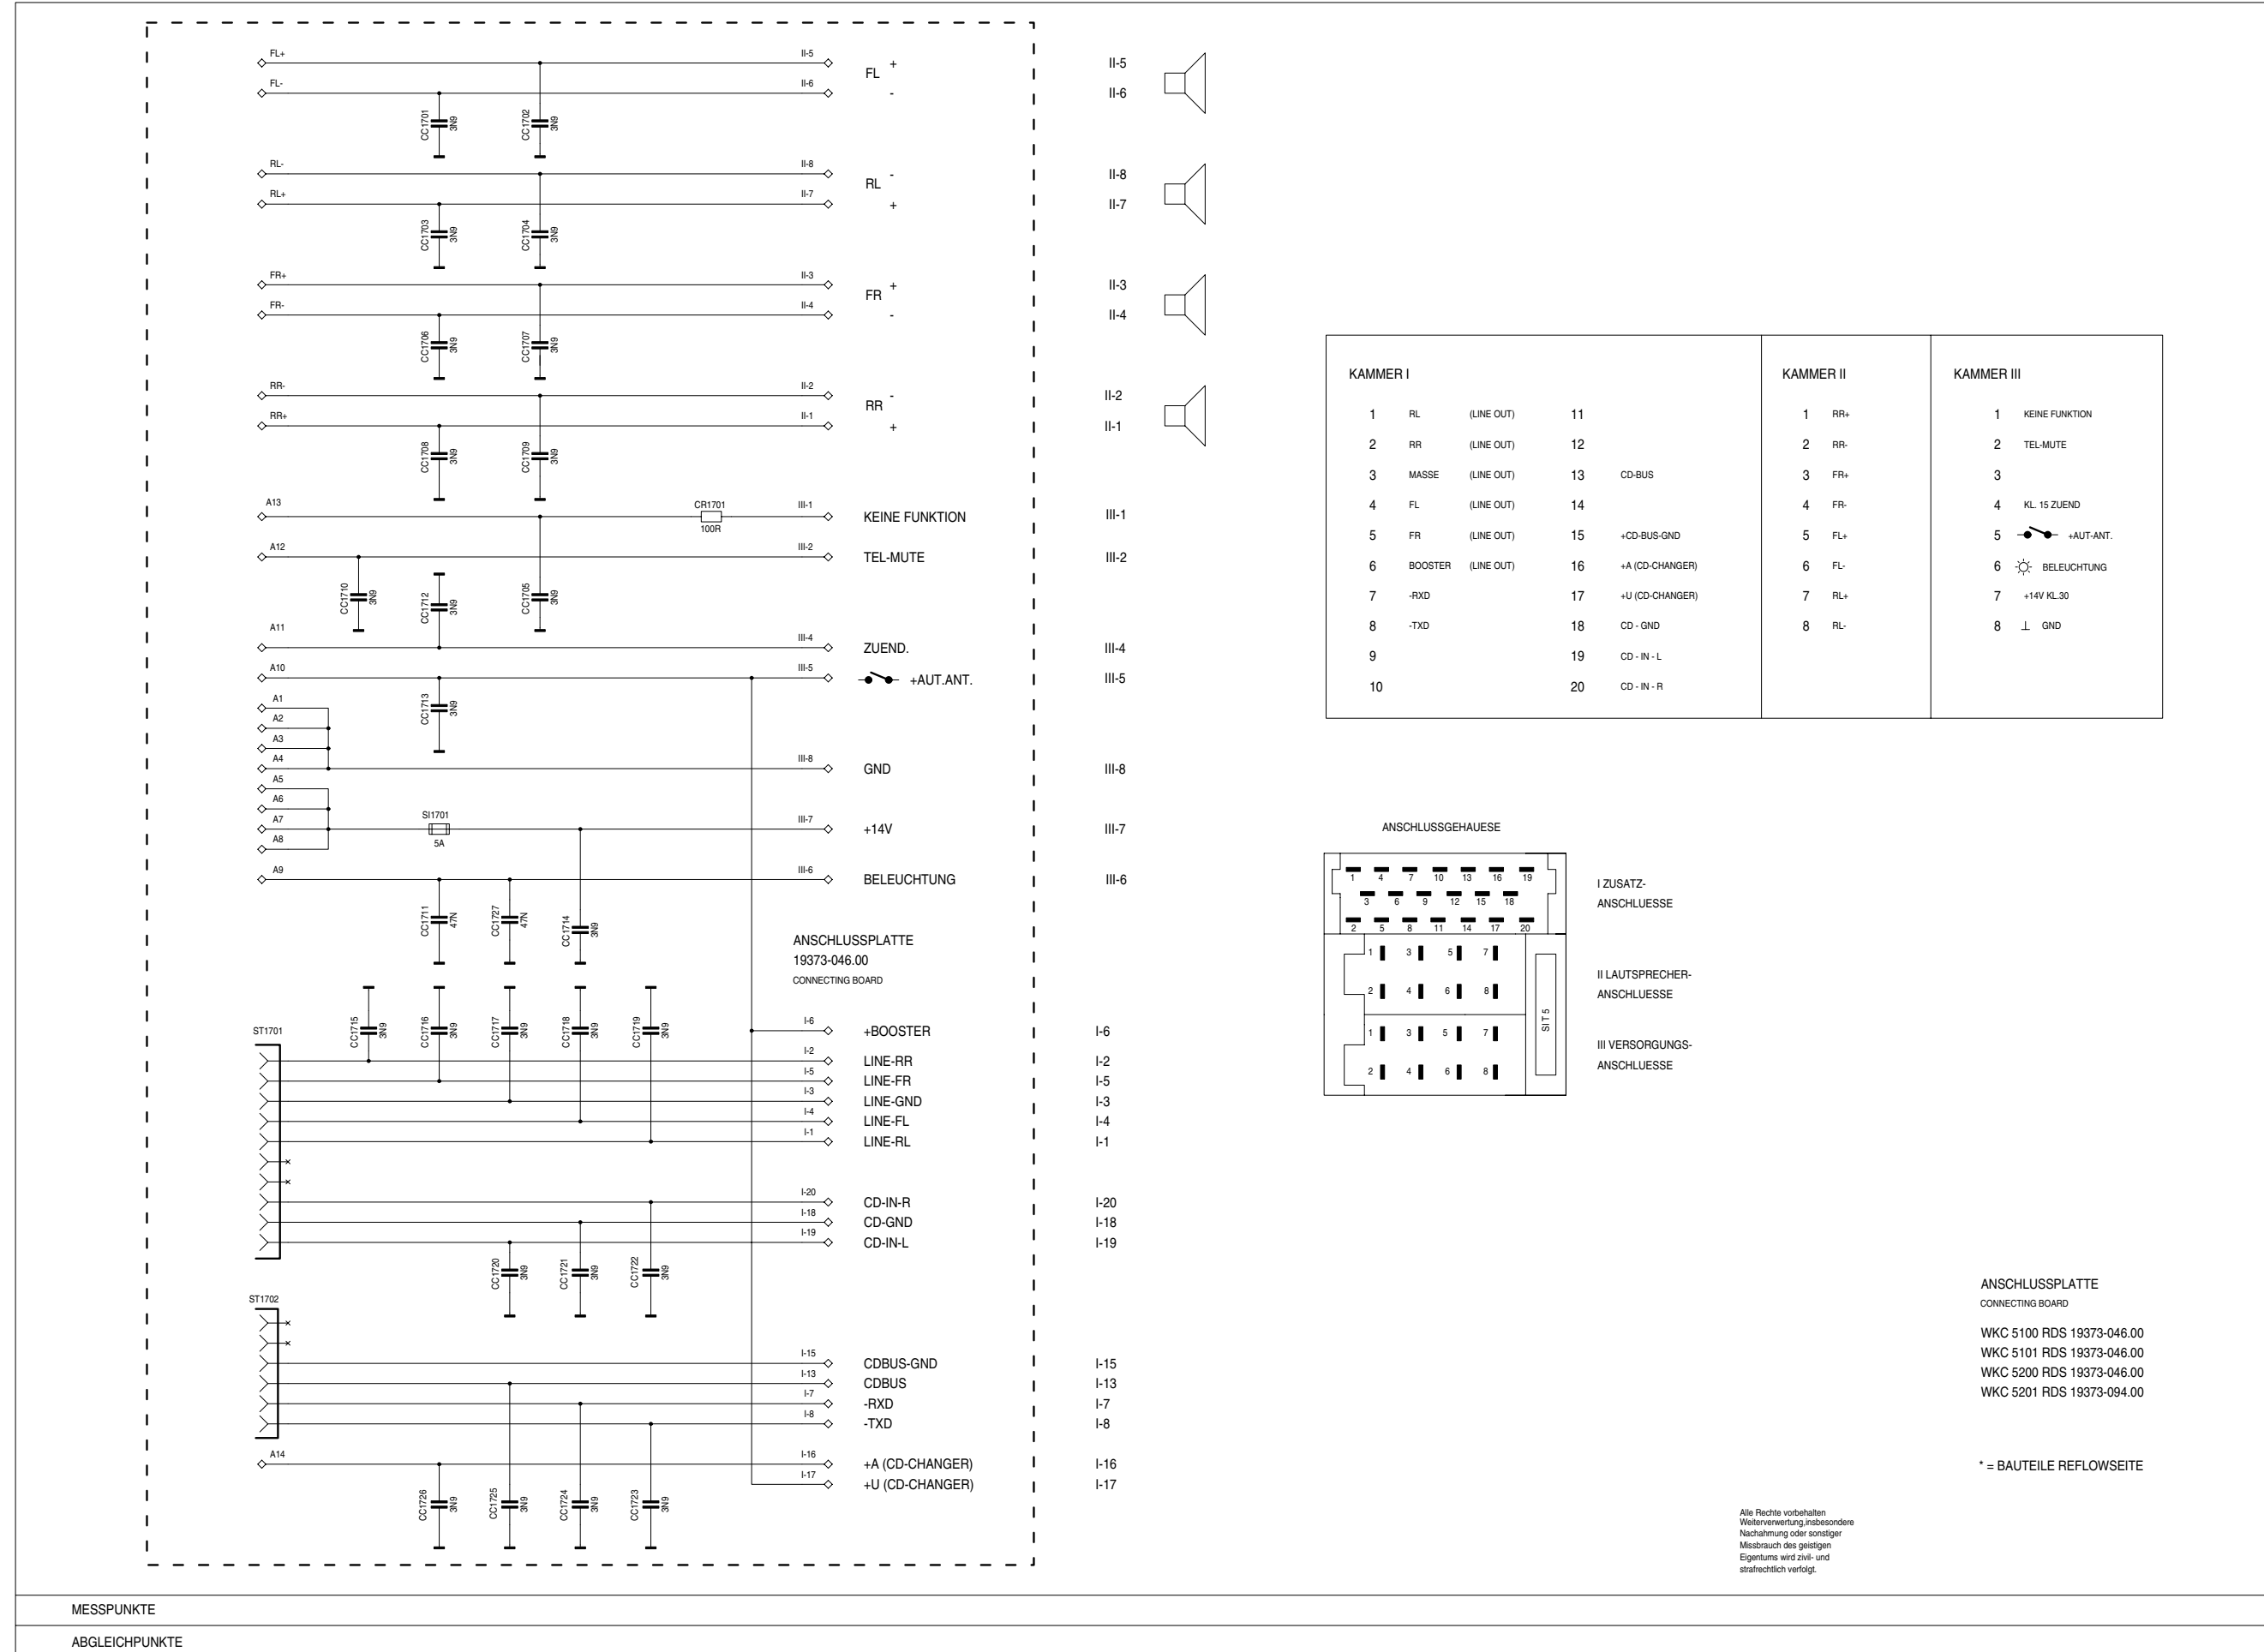 FL+ II-5
FL- II-6
FL + -
CC1701 3N9
CC1702 3N9
II-5
II-6
RL- II-8
RL+ II-7
RL - +
CC1703 3N9
CC1704 3N9
II-8
II-7
FR+ II-3
FR- II-4
FR + -
CC1706 3N9
CC1707 3N9
II-3
II-4
RR- II-2
RR+ II-1
RR - +
CC1708 3N9
CC1709 3N9
II-2
II-1
A13 CR1701 100R III-1 KEINE FUNKTION III-1
A12 III-2 TEL-MUTE III-2
CC1710 3N9
CC1712 3N9
CC1705 3N9
A11 III-4 ZUEND. III-4
A10 III-5 +AUT.ANT. III-5
CC1713 3N9
A1
A2
A3
A4 III-8 GND III-8
A5
A6
A7 SI1701 5A III-7 +14V III-7
A8
A9 III-6 BELEUCHTUNG III-6
CC1711 47N
CC1727 47N
CC1714 3N9
ANSCHLUSSPLATTE
19373-046.00
CONNECTING BOARD
ST1701
CC1715 3N9
CC1716 3N9
CC1717 3N9
CC1718 3N9
CC1719 3N9
I-6 +BOOSTER I-6
I-2 LINE-RR I-2
I-5 LINE-FR I-5
I-3 LINE-GND I-3
I-4 LINE-FL I-4
I-1 LINE-RL I-1
I-20 CD-IN-R I-20
I-18 CD-GND I-18
I-19 CD-IN-L I-19
CC1720 3N9
CC1721 3N9
CC1722 3N9
ST1702
I-15 CDBUS-GND I-15
I-13 CDBUS I-13
I-7 -RXD I-7
I-8 -TXD I-8
A14 I-16 +A (CD-CHANGER) I-16
I-17 +U (CD-CHANGER) I-17
CC1726 3N9
CC1725 3N9
CC1724 3N9
CC1723 3N9
KAMMER I KAMMER II KAMMER III
1 RL (LINE OUT) 11 1 RR+ 1 KEINE FUNKTION
2 RR (LINE OUT) 12 2 RR- 2 TEL-MUTE
3 MASSE (LINE OUT) 13 CD-BUS 3 FR+ 3
4 FL (LINE OUT) 14 4 FR- 4 KL. 15 ZUEND
5 FR (LINE OUT) 15 +CD-BUS-GND 5 FL+ 5 +AUT-ANT.
6 BOOSTER (LINE OUT) 16 +A (CD-CHANGER) 6 FL- 6 BELEUCHTUNG
7 -RXD 17 +U (CD-CHANGER) 7 RL+ 7 +14V KL.30
8 -TXD 18 CD - GND 8 RL- 8 GND
9 19 CD - IN - L
10 20 CD - IN - R
ANSCHLUSSGEHAUESE
1 4 7 10 13 16 19
3 6 9 12 15 18
2 5 8 11 14 17 20
1 3 5 7
2 4 6 8
1 3 5 7
2 4 6 8
SIT 5
I ZUSATZ-
ANSCHLUESSE
II LAUTSPRECHER-
ANSCHLUESSE
III VERSORGUNGS-
ANSCHLUESSE
ANSCHLUSSPLATTE
CONNECTING BOARD
WKC 5100 RDS 19373-046.00
WKC 5101 RDS 19373-046.00
WKC 5200 RDS 19373-046.00
WKC 5201 RDS 19373-094.00
* = BAUTEILE REFLOWSEITE
Alle Rechte vorbehalten
Weiterverwertung,insbesondere
Nachahmung oder sonstiger
Missbrauch des geistigen
Eigentums wird zivil- und
strafrechtlich verfolgt.
MESSPUNKTE
ABGLEICHPUNKTE